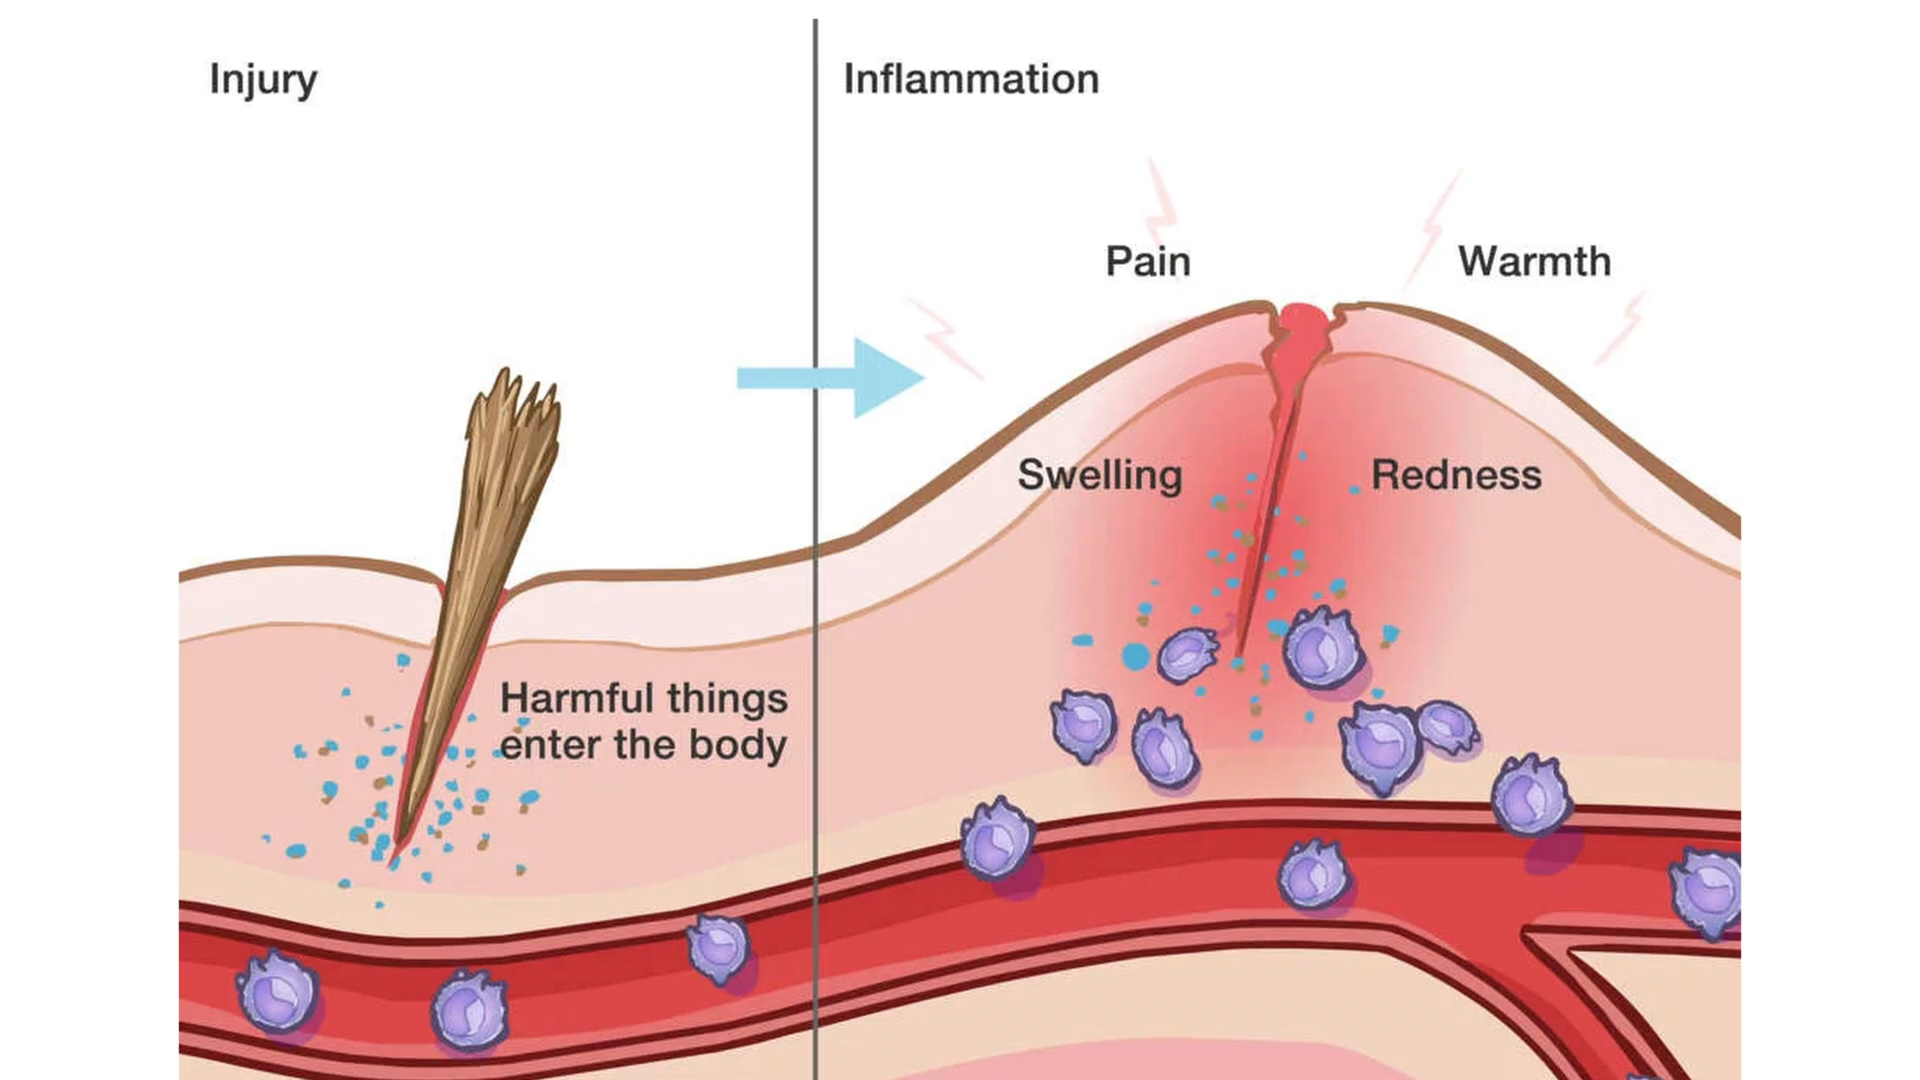 Injury
Inflammation
Pain
Warmth
Swelling
Redness
Harmful things
enter the body